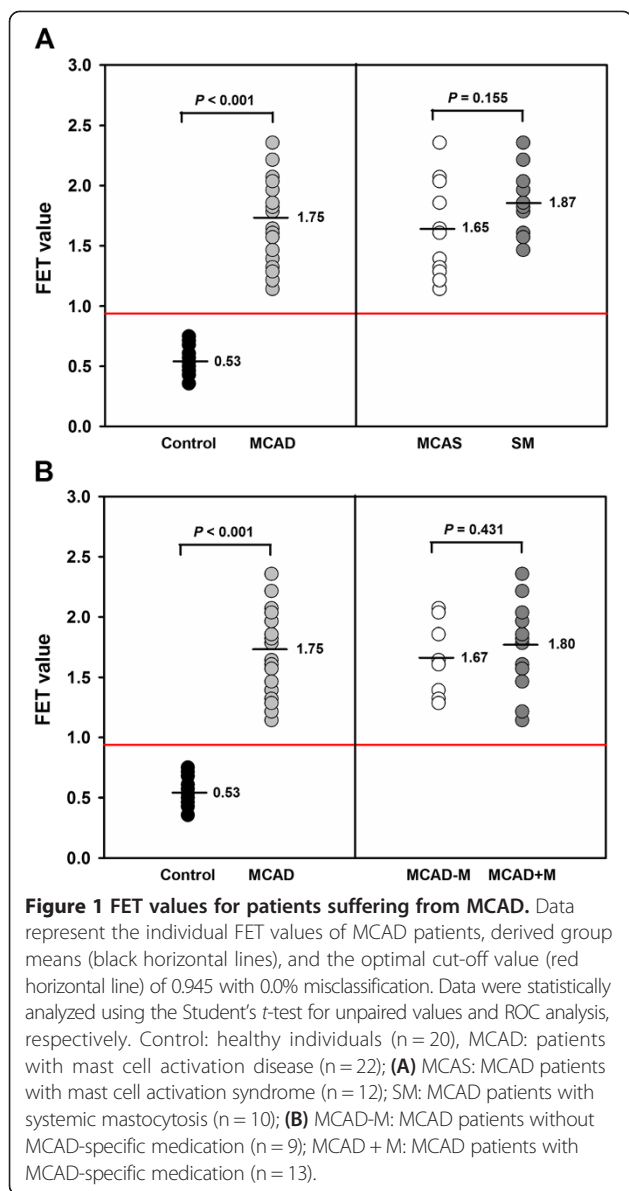 A
3.0
P < 0.001
P = 0.155
2.5
2.0
1.75
1.65
1.87
FET value
1.5
1.0
0.5
0.53
0.0
Control MCAD MCAS SM
B
3.0
P < 0.001
P = 0.431
2.5
2.0
1.75
1.67
1.80
FET value
1.5
1.0
0.5
0.53
0.0
Control MCAD MCAD-M MCAD+M
Figure 1 FET values for patients suffering from MCAD. Data
represent the individual FET values of MCAD patients, derived group
means (black horizontal lines), and the optimal cut-off value (red
horizontal line) of 0.945 with 0.0% misclassification. Data were statistically
analyzed using the Student's t-test for unpaired values and ROC analysis,
respectively. Control: healthy individuals (n = 20), MCAD: patients
with mast cell activation disease (n = 22); (A) MCAS: MCAD patients
with mast cell activation syndrome (n = 12); SM: MCAD patients with
systemic mastocytosis (n = 10); (B) MCAD-M: MCAD patients without
MCAD-specific medication (n = 9); MCAD + M: MCAD patients with
MCAD-specific medication (n = 13).